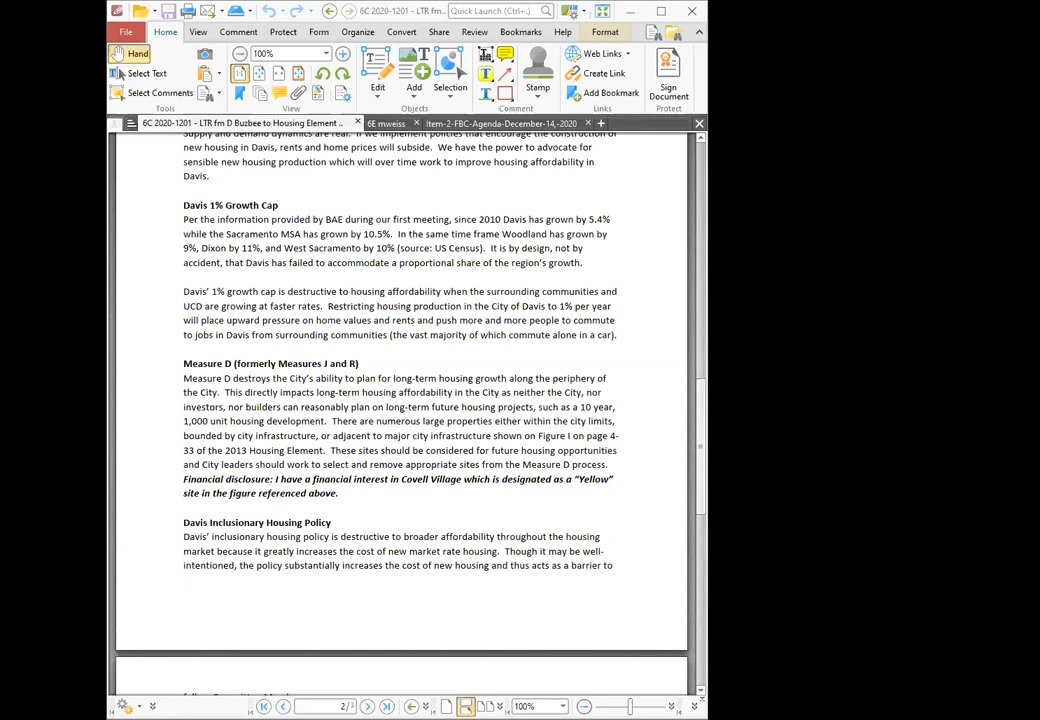 6C 2020-1201 - LTR fm...
Quick Launch (Ctrl+.)
File Home View Comment Protect Form Organize Convert Share Review Bookmarks Help Format
Hand
Select Text
Select Comments
Tools
100%
View
Edit
Add
Selection
Objects
Comment
Stamp
Web Links
Create Link
Add Bookmark
Links
Sign
Document
Protect
6C 2020-1201 - LTR fm D Buzbee to Housing Element ..
6E mweiss
Item-2-FBC-Agenda-December-14,-2020
Supply and demand dynamics are real. If we implement policies that encourage the construction of
new housing in Davis, rents and home prices will subside. We have the power to advocate for
sensible new housing production which will over time work to improve housing affordability in
Davis.
Davis 1% Growth Cap
Per the information provided by BAE during our first meeting, since 2010 Davis has grown by 5.4%
while the Sacramento MSA has grown by 10.5%. In the same time frame Woodland has grown by
9%, Dixon by 11%, and West Sacramento by 10% (source: US Census). It is by design, not by
accident, that Davis has failed to accommodate a proportional share of the region's growth.
Davis' 1% growth cap is destructive to housing affordability when the surrounding communities and
UCD are growing at faster rates. Restricting housing production in the City of Davis to 1% per year
will place upward pressure on home values and rents and push more and more people to commute
to jobs in Davis from surrounding communities (the vast majority of which commute alone in a car).
Measure D (formerly Measures J and R)
Measure D destroys the City's ability to plan for long-term housing growth along the periphery of
the City. This directly impacts long-term housing affordability in the City as neither the City, nor
investors, nor builders can reasonably plan on long-term future housing projects, such as a 10 year,
1,000 unit housing development. There are numerous large properties either within the city limits,
bounded by city infrastructure, or adjacent to major city infrastructure shown on Figure I on page 4-
33 of the 2013 Housing Element. These sites should be considered for future housing opportunities
and City leaders should work to select and remove appropriate sites from the Measure D process.
Financial disclosure: I have a financial interest in Covell Village which is designated as a "Yellow"
site in the figure referenced above.
Davis Inclusionary Housing Policy
Davis' inclusionary housing policy is destructive to broader affordability throughout the housing
market because it greatly increases the cost of new market rate housing. Though it may be well-
intentioned, the policy substantially increases the cost of new housing and thus acts as a barrier to
2/3
100%